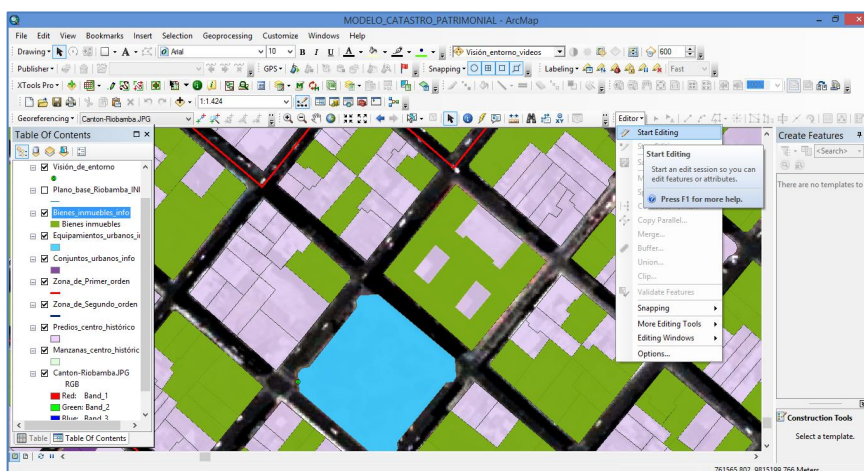 MODELO_CATASTRO_PATRIMONIAL - ArcMap
File Edit View Bookmarks Insert Selection Geoprocessing Customize Windows Help
Drawing A Arial 10 B I U A Visión_entorno_videos 600
Publisher GPS Snapping Labeling Fast
XTools Pro
1:1.424
Georeferencing Canton-Riobamba.JPG Editor
Table Of Contents
Visión_de_entorno
Plano_base_Riobamba_INI
Bienes_inmuebles_info
Bienes inmuebles
Equipamientos_urbanos_i
Conjuntos_urbanos_info
Zona_de_Primer_orden
Zona_de_Segundo_orden
Predios_centro_histórico
Manzanas_centro_históric
Canton-Riobamba.JPG
RGB
Red: Band_1
Green: Band_2
Blue: Band_3
Table Table Of Contents
Start Editing
Start Editing
Start an edit session so you can
edit features or attributes.
Press F1 for more help.
Copy Parallel...
Merge...
Buffer...
Union...
Clip...
Validate Features
Snapping
More Editing Tools
Editing Windows
Options...
Create Features
<Search>
There are no templates to
Construction Tools
Select a template.
761565,802 9815199,766 Meters